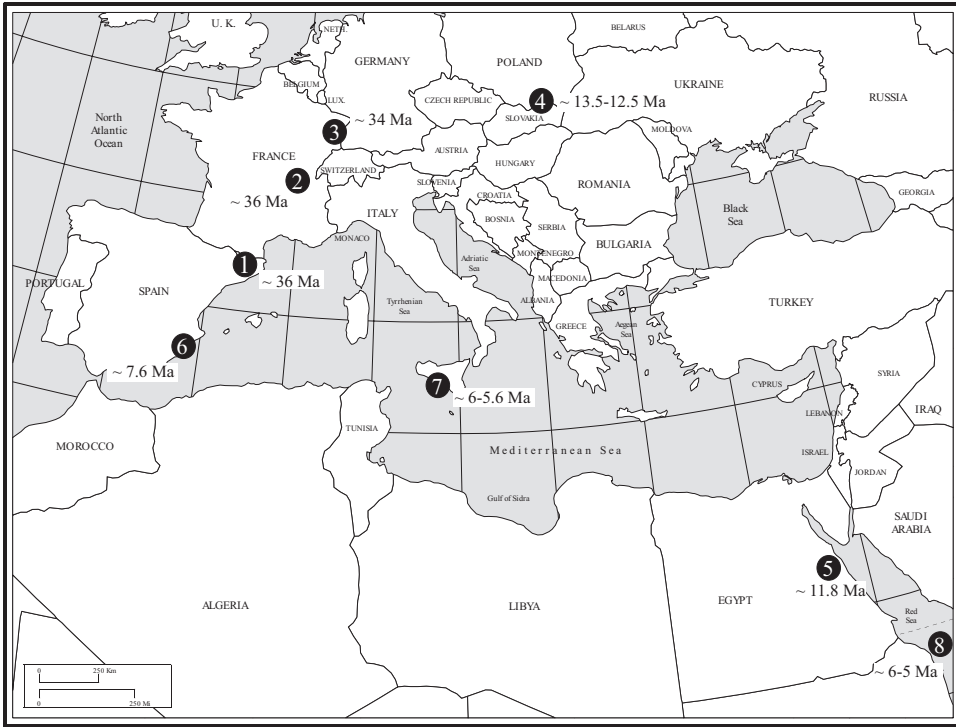 U. K.
NETH.
BELARUS
GERMANY
POLAND
BELGIUM
UKRAINE
LUX.
CZECH REPUBLIC
4
~ 13.5-12.5 Ma
RUSSIA
North
Atlantic
Ocean
3
~ 34 Ma
SLOVAKIA
MOLDOVA
AUSTRIA
FRANCE
HUNGARY
SWITZERLAND
2
SLOVENIA
ROMANIA
~ 36 Ma
CROATIA
GEORGIA
ITALY
BOSNIA
Black
Sea
SERBIA
MONACO
BULGARIA
MONTENEGRO
1
Adriatic
Sea
~ 36 Ma
MACEDONIA
PORTUGAL
SPAIN
ALBANIA
Tyrrhenian
Sea
TURKEY
GREECE
Aegean
Sea
6
~ 7.6 Ma
7
~ 6-5.6 Ma
CYPRUS
SYRIA
LEBANON
IRAQ
TUNISIA
MOROCCO
Mediterranean Sea
ISRAEL
JORDAN
Gulf of Sidra
SAUDI
ARABIA
5
~ 11.8 Ma
ALGERIA
LIBYA
EGYPT
Red
Sea
8
~ 6-5 Ma
0 250 Km
0 250 Mi